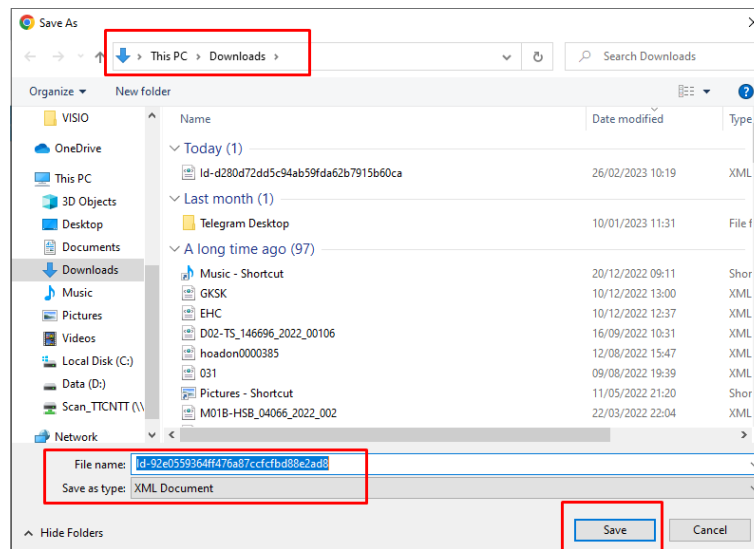 Save As
This PC > Downloads >
Search Downloads
Organize New folder
Name Date modified Type
VISIO
OneDrive
This PC
3D Objects
Desktop
Documents
Downloads
Music
Pictures
Videos
Local Disk (C:)
Data (D:)
Scan_TTCNTT (\\
Network
Today (1)
Id-d280d72dd5c94ab59fda62b7915b60ca 26/02/2023 10:19 XML
Last month (1)
Telegram Desktop 10/01/2023 11:31 File f
A long time ago (97)
Music - Shortcut 20/12/2022 09:11 Shor
GKSK 10/12/2022 13:00 XML
EHC 10/12/2022 12:37 XML
D02-TS_146696_2022_00106 16/09/2022 10:31 XML
hoadon0000385 12/08/2022 15:47 XML
031 09/08/2022 19:39 XML
Pictures - Shortcut 11/05/2022 21:20 Shor
M01B-HSB_04066_2022_002 22/03/2022 22:04 XML
File name: Id-92e0559364ff476a87ccfcfbd88e2ad8
Save as type: XML Document
Hide Folders
Save Cancel